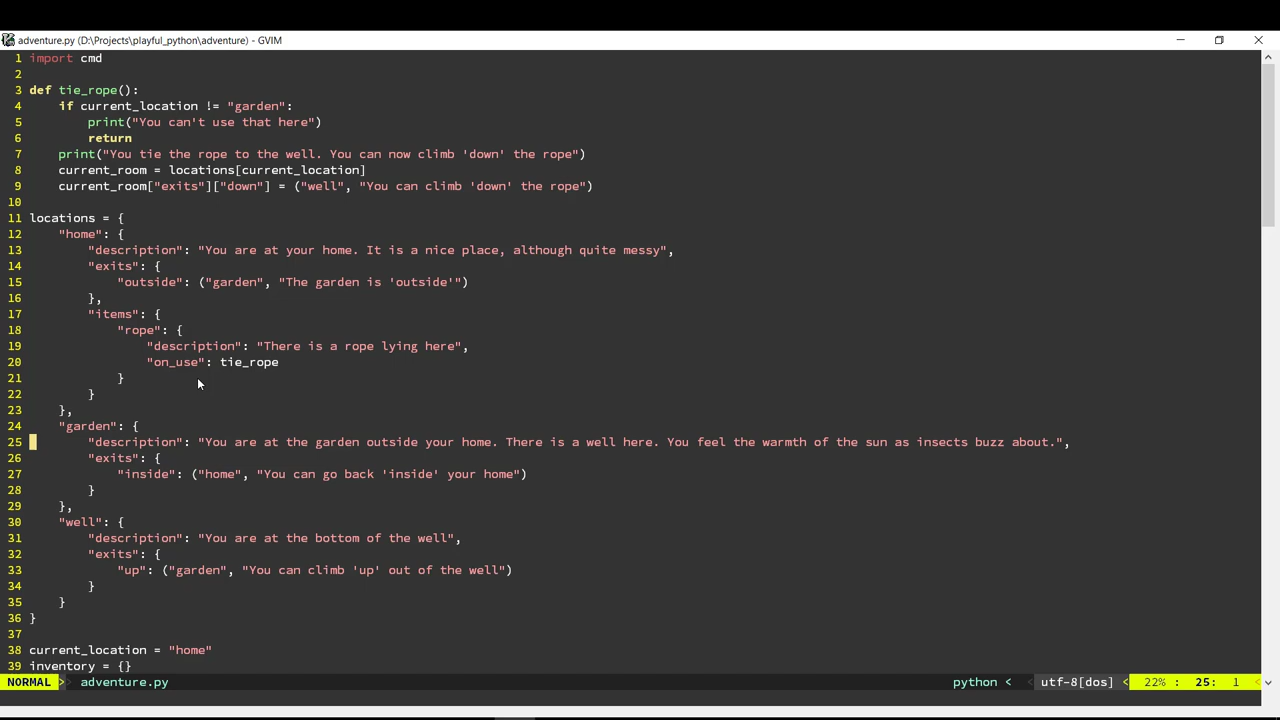 adventure.py (D:\Projects\playful_python\adventure) - GVIM
1 import cmd
2
3 def tie_rope():
4     if current_location != "garden":
5         print("You can't use that here")
6         return
7     print("You tie the rope to the well. You can now climb 'down' the rope")
8     current_room = locations[current_location]
9     current_room["exits"]["down"] = ("well", "You can climb 'down' the rope")
10
11 locations = {
12     "home": {
13         "description": "You are at your home. It is a nice place, although quite messy",
14         "exits": {
15             "outside": ("garden", "The garden is 'outside'")
16         },
17         "items": {
18             "rope": {
19                 "description": "There is a rope lying here",
20                 "on_use": tie_rope
21             }
22         }
23     },
24     "garden": {
25         "description": "You are at the garden outside your home. There is a well here. You feel the warmth of the sun as insects buzz about.",
26         "exits": {
27             "inside": ("home", "You can go back 'inside' your home")
28         }
29     },
30     "well": {
31         "description": "You are at the bottom of the well",
32         "exits": {
33             "up": ("garden", "You can climb 'up' out of the well")
34         }
35     }
36 }
37
38 current_location = "home"
39 inventory = {}
NORMAL > adventure.py python < < utf-8[dos] < 22% : 25: 1 <